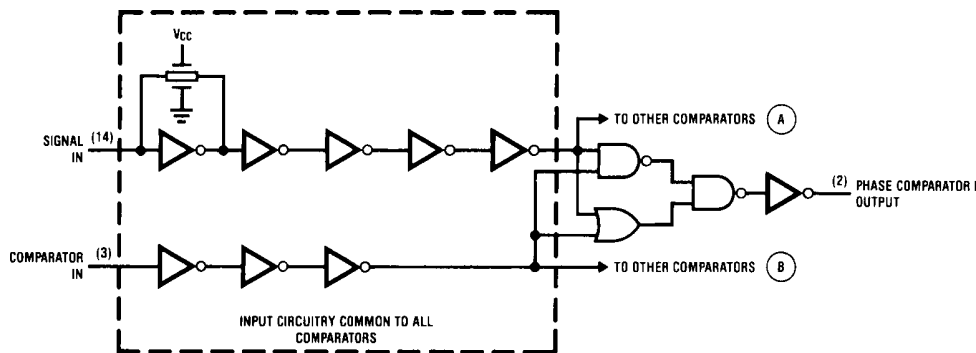 VCC
SIGNAL (14)
IN
TO OTHER COMPARATORS A
(2) PHASE COMPARATOR I
OUTPUT
COMPARATOR (3)
IN
TO OTHER COMPARATORS B
INPUT CIRCUITRY COMMON TO ALL
COMPARATORS